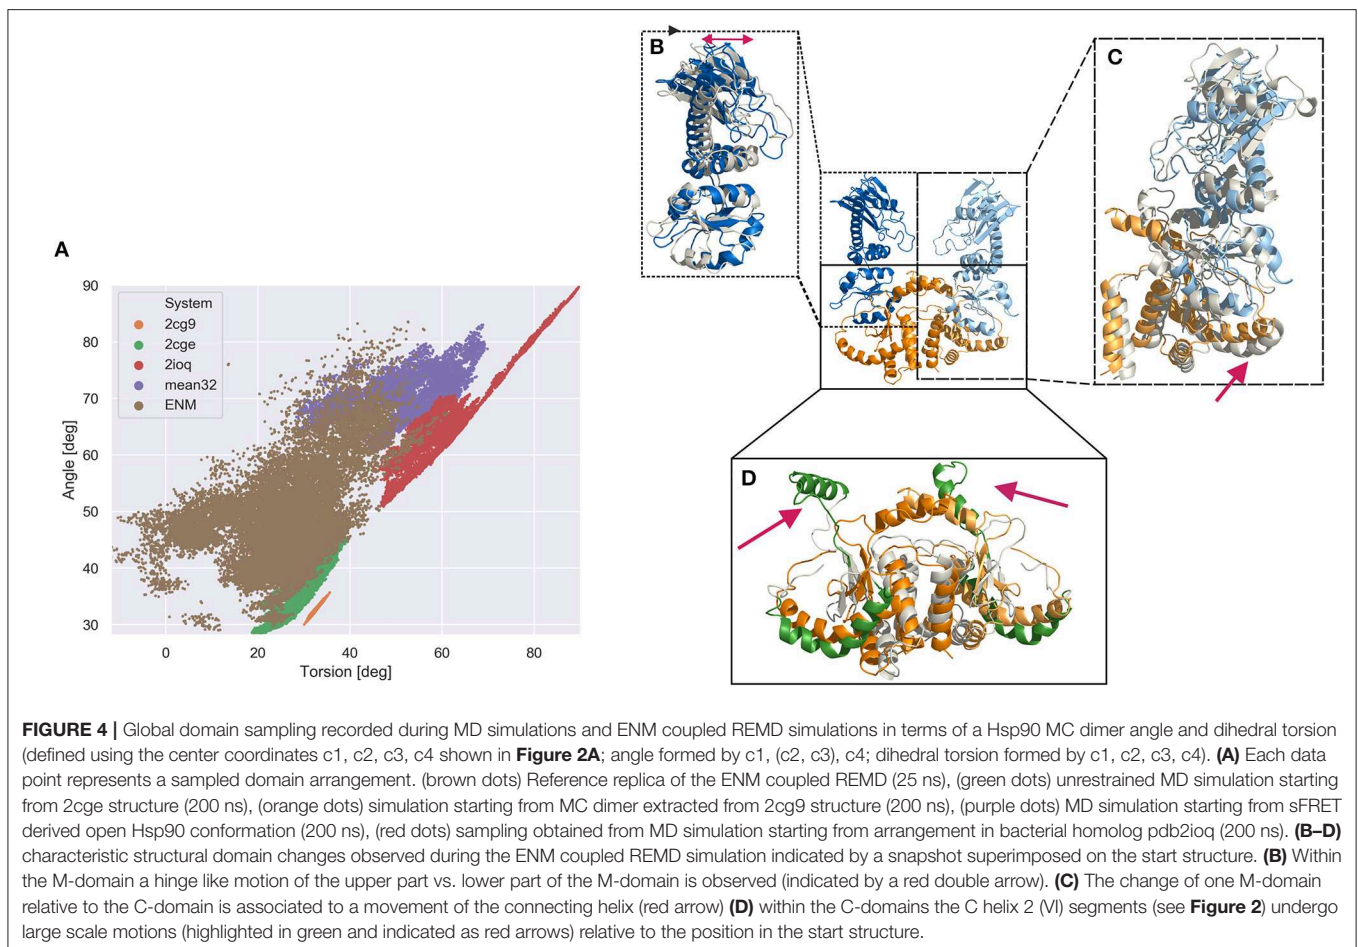 A
Angle [deg]
90
80
70
60
50
40
30
System
2cg9
2cge
2ioq
mean32
ENM
0
20
40
60
80
Torsion [deg]
B
C
D
FIGURE 4 | Global domain sampling recorded during MD simulations and ENM coupled REMD simulations in terms of a Hsp90 MC dimer angle and dihedral torsion
(defined using the center coordinates c1, c2, c3, c4 shown in Figure 2A; angle formed by c1, (c2, c3), c4; dihedral torsion formed by c1, c2, c3, c4). (A) Each data
point represents a sampled domain arrangement. (brown dots) Reference replica of the ENM coupled REMD (25 ns), (green dots) unrestrained MD simulation starting
from 2cge structure (200 ns), (orange dots) simulation starting from MC dimer extracted from 2cg9 structure (200 ns), (purple dots) MD simulation starting from sFRET
derived open Hsp90 conformation (200 ns), (red dots) sampling obtained from MD simulation starting from arrangement in bacterial homolog pdb2ioq (200 ns). (B–D)
characteristic structural domain changes observed during the ENM coupled REMD simulation indicated by a snapshot superimposed on the start structure. (B) Within
the M-domain a hinge like motion of the upper part vs. lower part of the M-domain is observed (indicated by a red double arrow). (C) The change of one M-domain
relative to the C-domain is associated to a movement of the connecting helix (red arrow) (D) within the C-domains the C helix 2 (VI) segments (see Figure 2) undergo
large scale motions (highlighted in green and indicated as red arrows) relative to the position in the start structure.